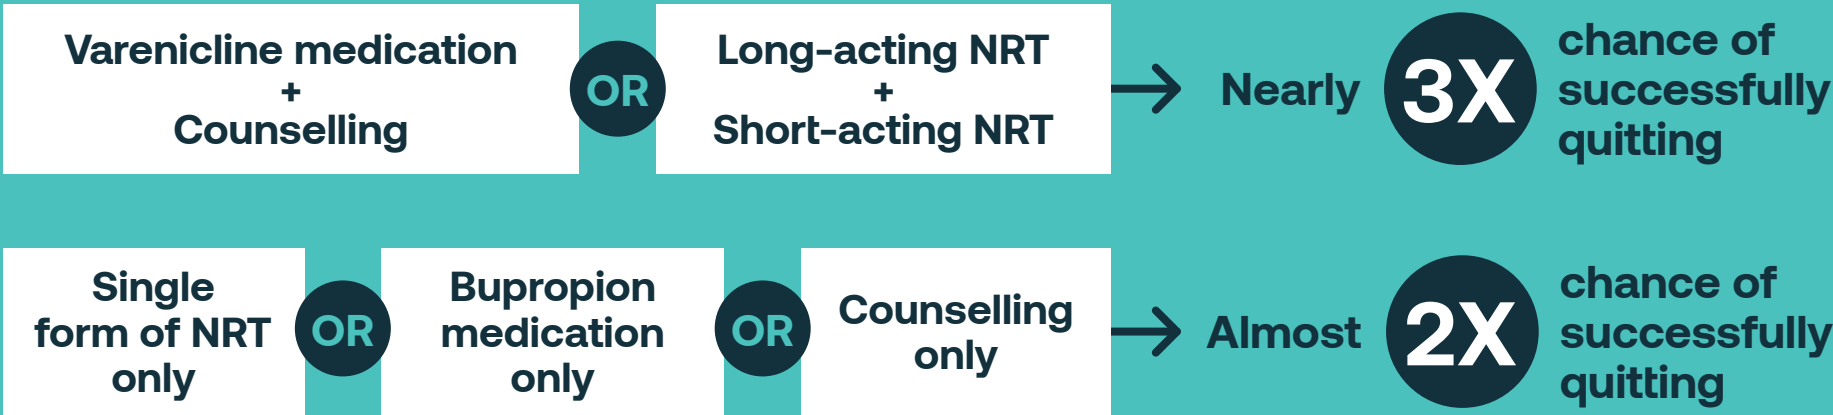 Varenicline medication
+
Counselling
OR
Long-acting NRT
+
Short-acting NRT
Nearly
3X
chance of
successfully
quitting
Single
form of NRT
only
OR
Bupropion
medication
only
OR
Counselling
only
Almost
2X
chance of
successfully
quitting